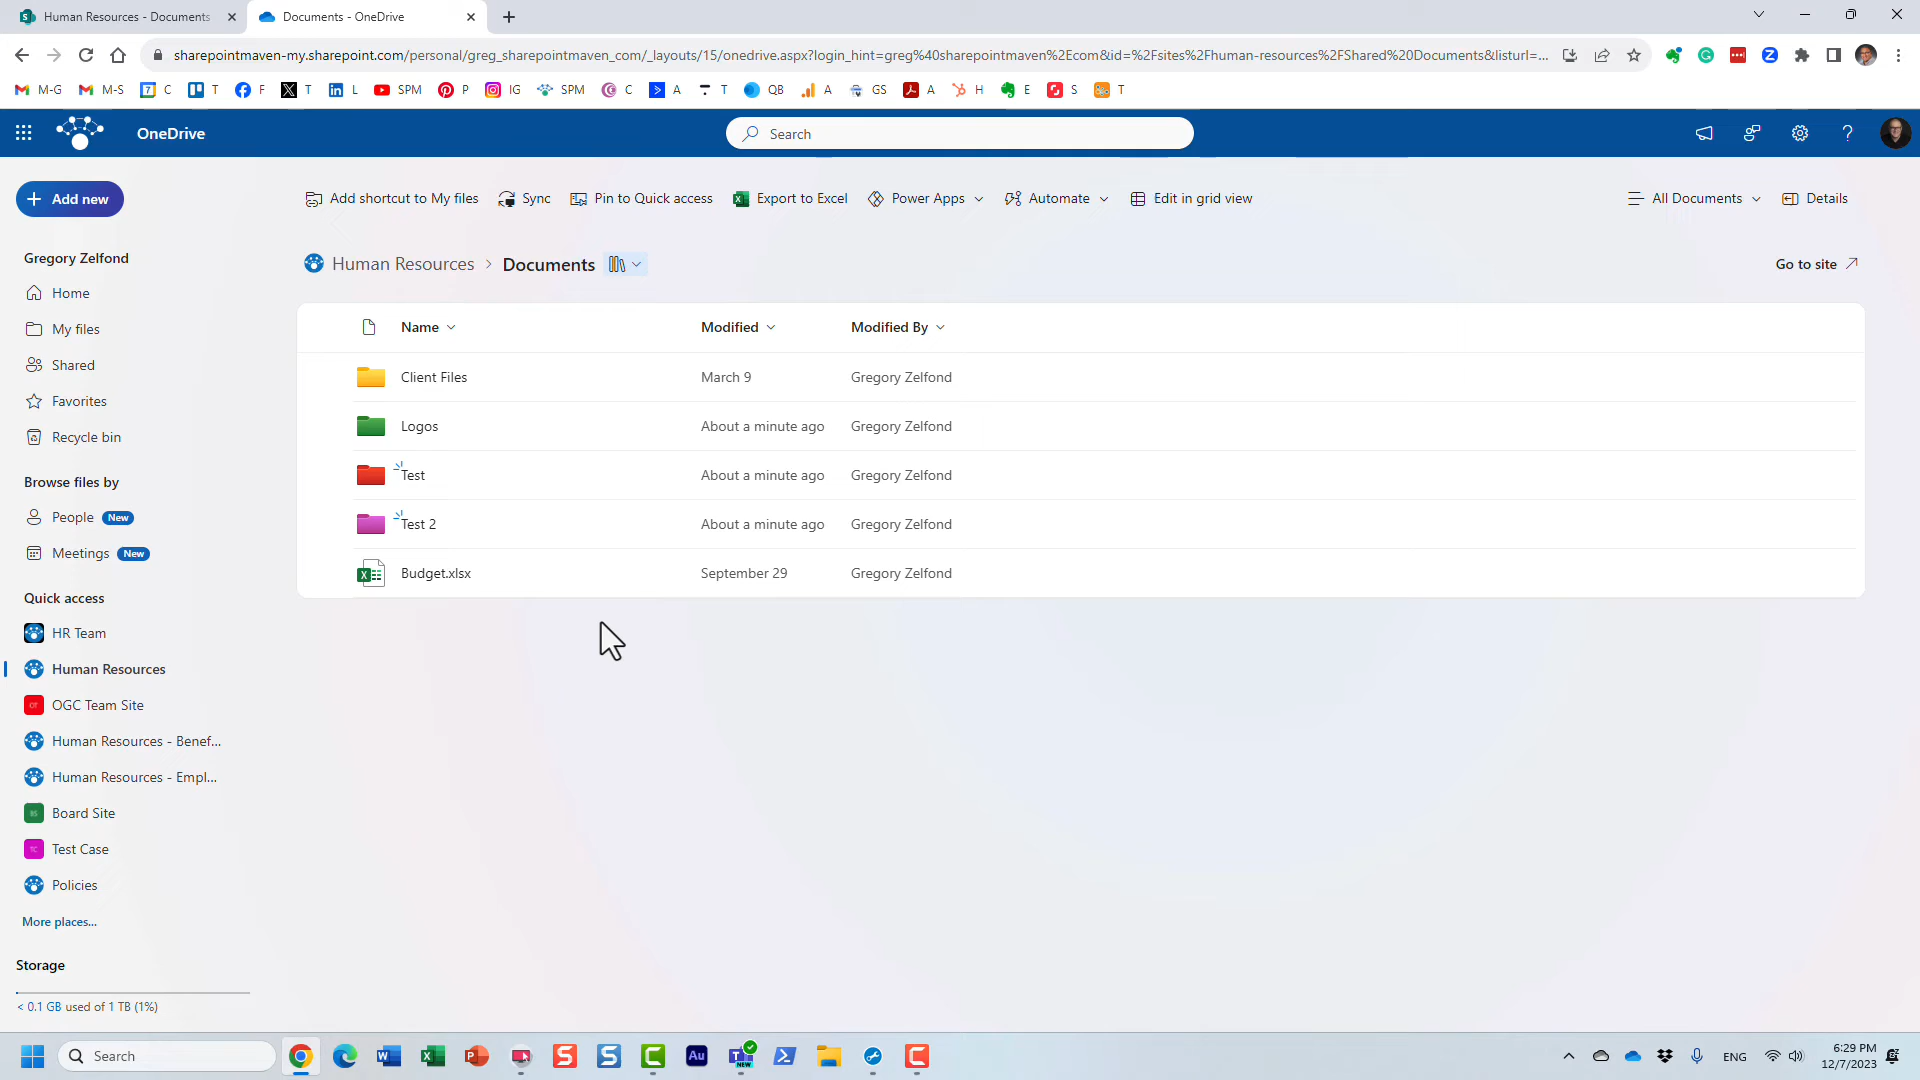 Human Resources - Documents
Documents - OneDrive
sharepointmaven-my.sharepoint.com/personal/greg_sharepointmaven_com/_layouts/15/onedrive.aspx?login_hint=greg%40sharepointmaven%2Ecom&id=%2Fsites%2Fhuman-resources%2FShared%20Documents&listurl=...
M-G M-S C T F T L SPM P IG SPM C A T QB A GS A H E S T
OneDrive
Search
Add new
Add shortcut to My files Sync Pin to Quick access Export to Excel Power Apps Automate Edit in grid view All Documents Details
Gregory Zelfond
Home
My files
Shared
Favorites
Recycle bin
Browse files by
People New
Meetings New
Quick access
HR Team
Human Resources
OT OGC Team Site
Human Resources - Benef...
Human Resources - Empl...
BS Board Site
TC Test Case
Policies
More places...
Storage
< 0.1 GB used of 1 TB (1%)
Human Resources > Documents
Go to site
Name Modified Modified By
Client Files March 9 Gregory Zelfond
Logos About a minute ago Gregory Zelfond
Test About a minute ago Gregory Zelfond
Test 2 About a minute ago Gregory Zelfond
Budget.xlsx September 29 Gregory Zelfond
Search
ENG
6:29 PM
12/7/2023